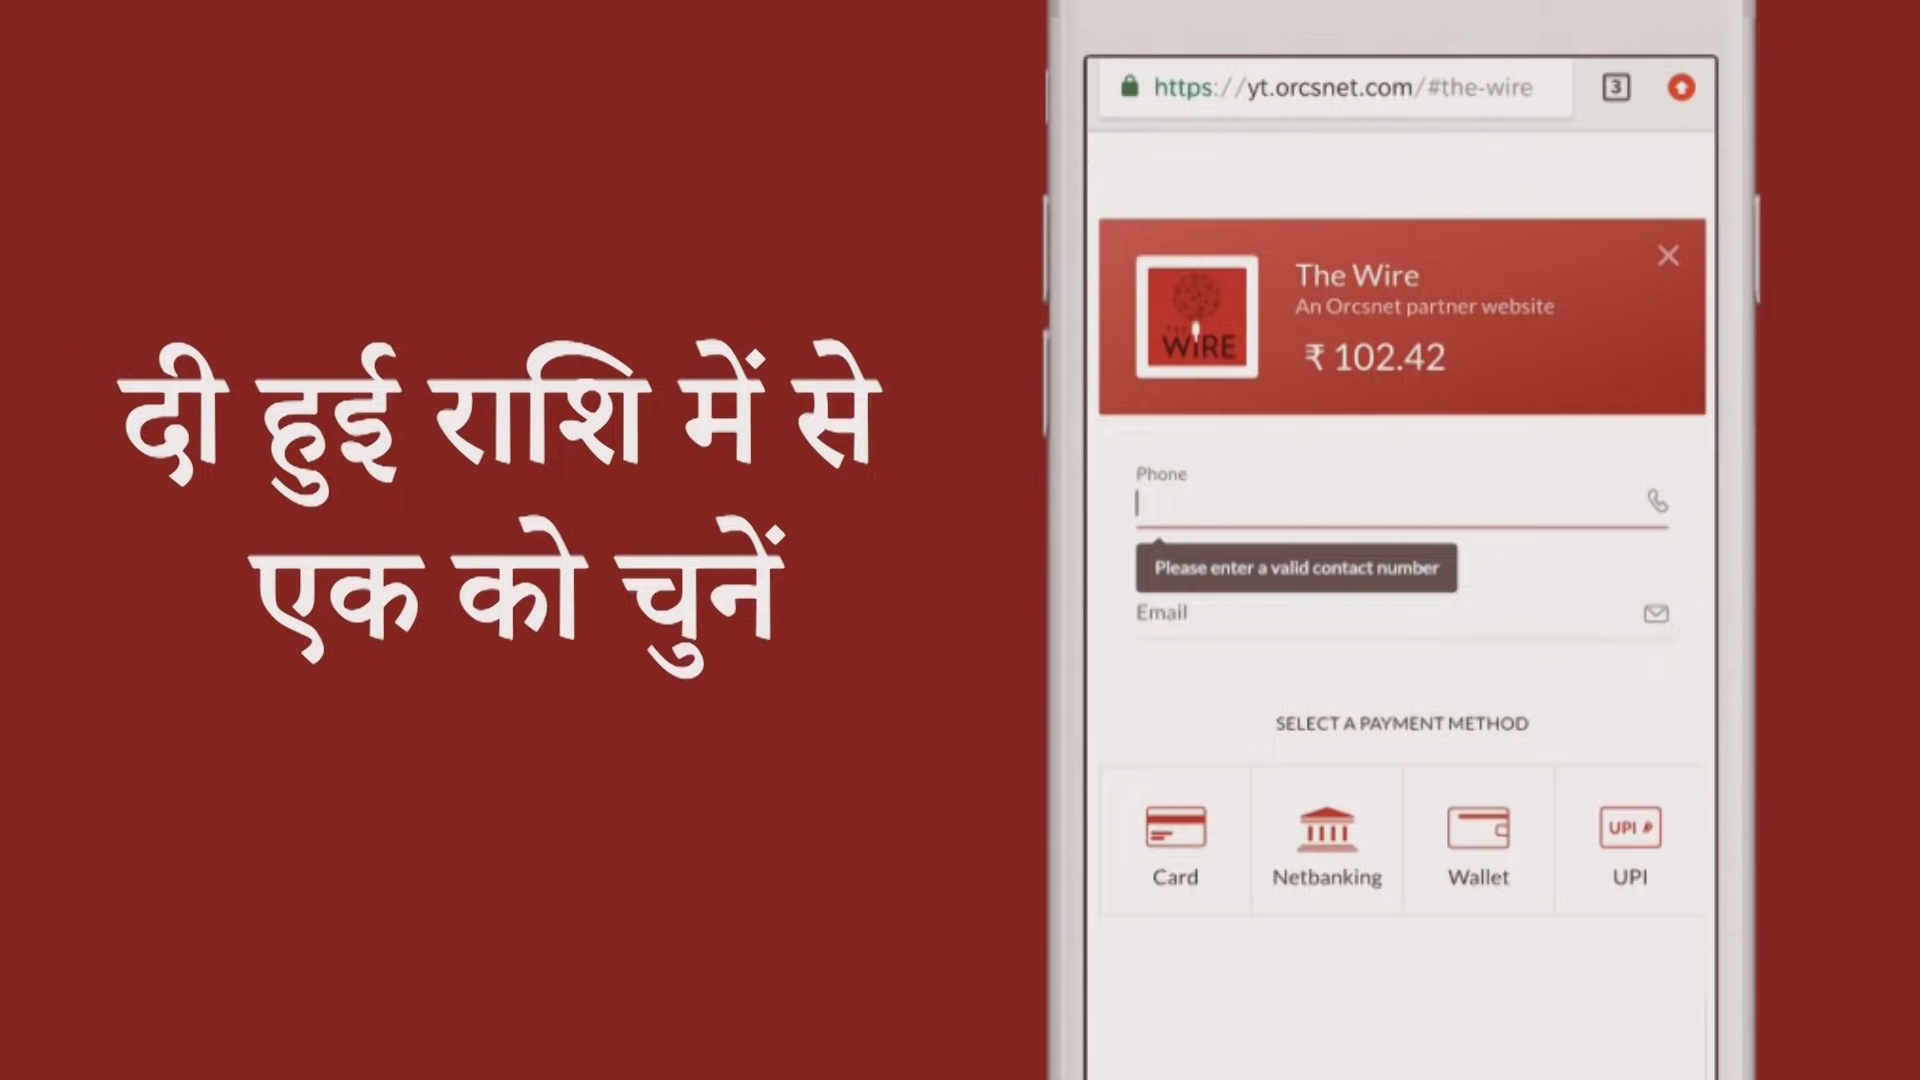 दी हुई राशि में से
एक को चुनें
https://yt.orcsnet.com/#the-wire
3
The Wire
An Orcsnet partner website
₹ 102.42
WIRE
Phone
Please enter a valid contact number
Email
SELECT A PAYMENT METHOD
UPI
Card
Netbanking
Wallet
UPI